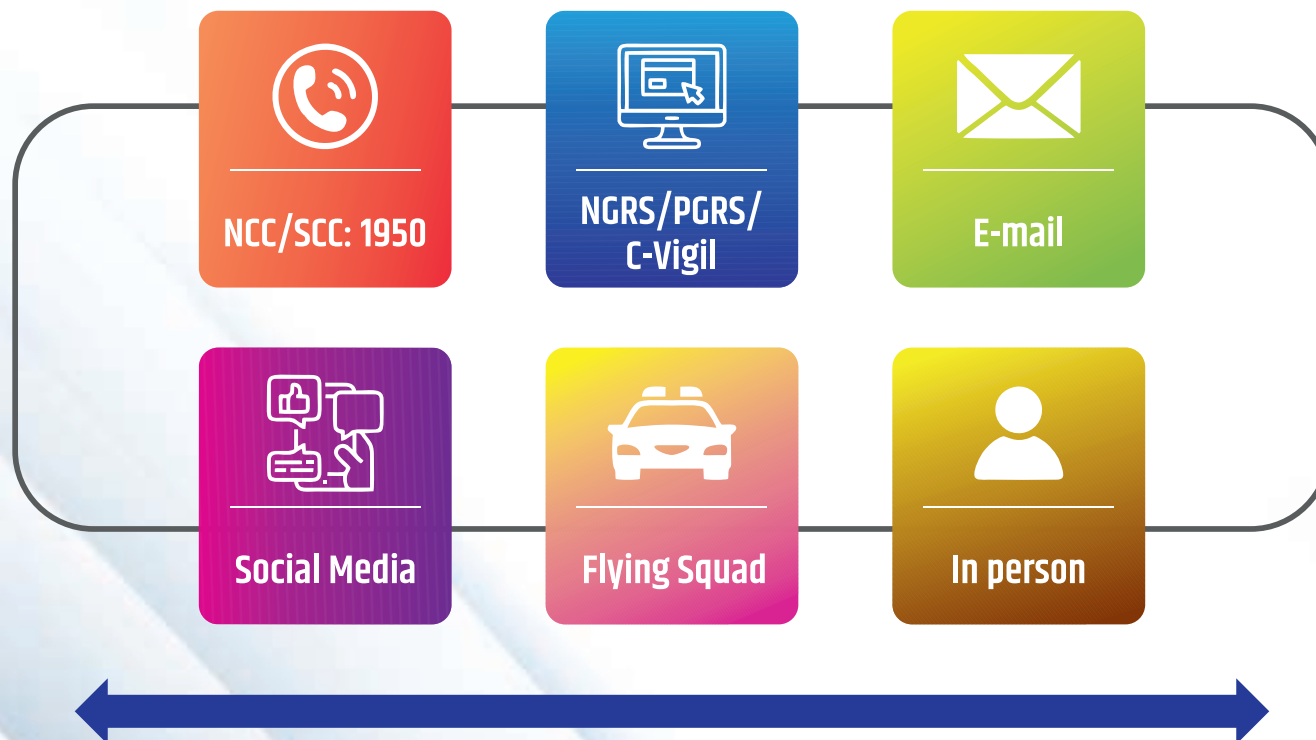 NCC/SCC: 1950
NGRS/PGRS/
C-Vigil
E-mail
Social Media
Flying Squad
In person